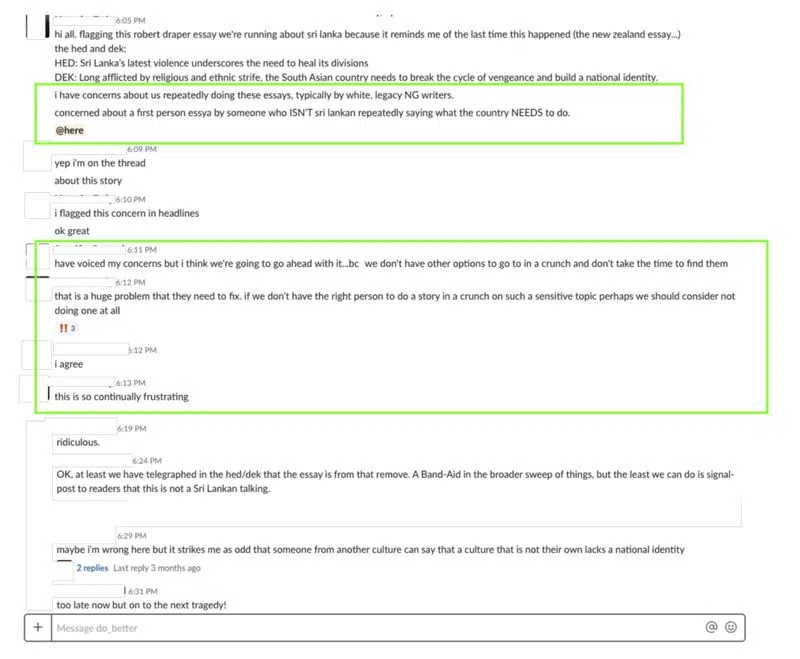 6:05 PM
hi all. flagging this robert draper essay we're running about sri lanka because it reminds me of the last time this happened (the new zealand essay...)
the hed and dek:
HED: Sri Lanka's latest violence underscores the need to heal its divisions
DEK: Long afflicted by religious and ethnic strife, the South Asian country needs to break the cycle of vengeance and build a national identity.
i have concerns about us repeatedly doing these essays, typically by white, legacy NG writers.
concerned about a first person essya by someone who ISN'T sri lankan repeatedly saying what the country NEEDS to do.
@here
6:09 PM
yep i'm on the thread
about this story
6:10 PM
i flagged this concern in headlines
ok great
6:11 PM
have voiced my concerns but i think we're going to go ahead with it...bc we don't have other options to go to in a crunch and don't take the time to find them
6:12 PM
that is a huge problem that they need to fix. if we don't have the right person to do a story in a crunch on such a sensitive topic perhaps we should consider not
doing one at all
‼ 3
6:12 PM
i agree
6:13 PM
this is so continually frustrating
6:19 PM
ridiculous.
6:24 PM
OK, at least we have telegraphed in the hed/dek that the essay is from that remove. A Band-Aid in the broader sweep of things, but the least we can do is signal-
post to readers that this is not a Sri Lankan talking.
6:29 PM
maybe i'm wrong here but it strikes me as odd that someone from another culture can say that a culture that is not their own lacks a national identity
2 replies Last reply 3 months ago
6:31 PM
too late now but on to the next tragedy!
+ Message do_better @